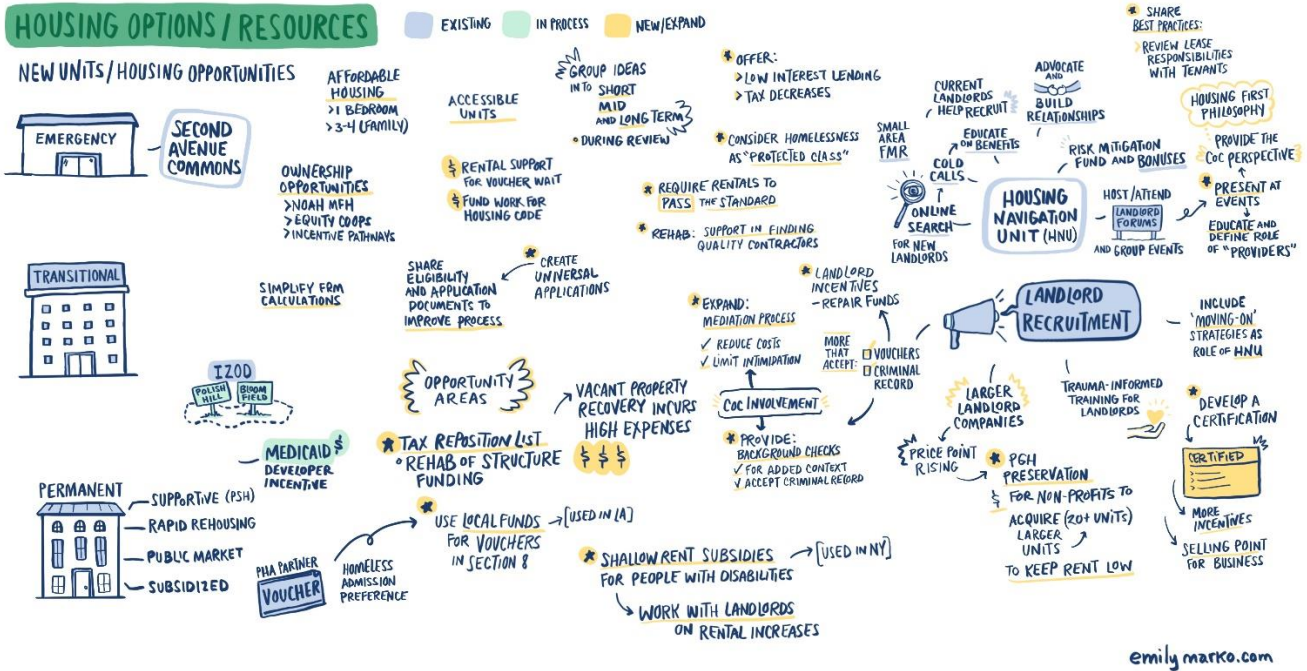 HOUSING OPTIONS/RESOURCES
EXISTING
IN PROCESS
NEW/EXPAND
NEW UNITS/HOUSING OPPORTUNITIES
EMERGENCY
SECOND
AVENUE
COMMONS
AFFORDABLE
HOUSING
>1 BEDROOM
>3-4 (FAMILY)
ACCESSIBLE
UNITS
GROUP IDEAS
INTO SHORT
MID
AND LONG TERM
• DURING REVIEW
OWNERSHIP
OPPORTUNITIES
>NOAH MFH
>EQUITY COOPS
>INCENTIVE PATHWAYS
$ RENTAL SUPPORT
FOR VOUCHER WAIT
$ FUND WORK FOR
HOUSING CODE
OFFER:
>LOW INTEREST LENDING
>TAX DECREASES
CONSIDER HOMELESSNESS
AS "PROTECTED CLASS"
REQUIRE RENTALS TO
PASS THE STANDARD
REHAB: SUPPORT IN FINDING
QUALITY CONTRACTORS
TRANSITIONAL
SIMPLIFY FRM
CALCULATIONS
SHARE
ELIGIBILITY
AND APPLICATION
DOCUMENTS TO
IMPROVE PROCESS
CREATE
UNIVERSAL
APPLICATIONS
IZOD
POLISH
HILL
BLOOM
FIELD
OPPORTUNITY
AREAS
MEDICAID $
DEVELOPER
INCENTIVE
TAX REPOSITION LIST
• REHAB OF STRUCTURE
FUNDING
VACANT PROPERTY
RECOVERY INCURS
HIGH EXPENSES
$ $ $
PERMANENT
SUPPORTIVE (PSH)
RAPID REHOUSING
PUBLIC MARKET
SUBSIDIZED
PHA PARTNER
VOUCHER
HOMELESS
ADMISSION
PREFERENCE
USE LOCAL FUNDS
FOR VOUCHERS
IN SECTION 8
[USED IN LA]
SHALLOW RENT SUBSIDIES
FOR PEOPLE WITH DISABILITIES
[USED IN NY]
WORK WITH LANDLORDS
ON RENTAL INCREASES
HOUSING
NAVIGATION
UNIT (HNU)
ONLINE
SEARCH
FOR NEW
LANDLORDS
COLD
CALLS
SMALL
AREA
FMR
EDUCATE
ON BENEFITS
CURRENT
LANDLORDS
HELP RECRUIT
ADVOCATE
AND
BUILD
RELATIONSHIPS
RISK MITIGATION
FUND AND BONUSES
HOST/ATTEND
LANDLORD
FORUMS
AND GROUP EVENTS
SHARE
BEST PRACTICES:
>REVIEW LEASE
RESPONSIBILITIES
WITH TENANTS
HOUSING FIRST
PHILOSOPHY
PROVIDE THE
COC PERSPECTIVE
PRESENT AT
EVENTS
EDUCATE AND
DEFINE ROLE
OF "PROVIDERS"
LANDLORD
RECRUITMENT
LANDLORD
INCENTIVES
- REPAIR FUNDS
MORE
THAT
ACCEPT:
VOUCHERS
CRIMINAL
RECORD
EXPAND:
MEDIATION PROCESS
✓ REDUCE COSTS
✓ LIMIT INTIMIDATION
COC INVOLVEMENT
PROVIDE:
BACKGROUND CHECKS
✓ FOR ADDED CONTEXT
✓ ACCEPT CRIMINAL RECORD
LARGER
LANDLORD
COMPANIES
PRICE POINT
RISING
PGH
PRESERVATION
$ FOR NON-PROFITS TO
ACQUIRE (20+ UNITS)
LARGER
UNITS
TO KEEP RENT LOW
TRAUMA-INFORMED
TRAINING FOR
LANDLORDS
INCLUDE
'MOVING-ON'
STRATEGIES AS
ROLE OF HNU
DEVELOP A
CERTIFICATION
CERTIFIED
MORE
INCENTIVES
SELLING POINT
FOR BUSINESS
emilymarko.com